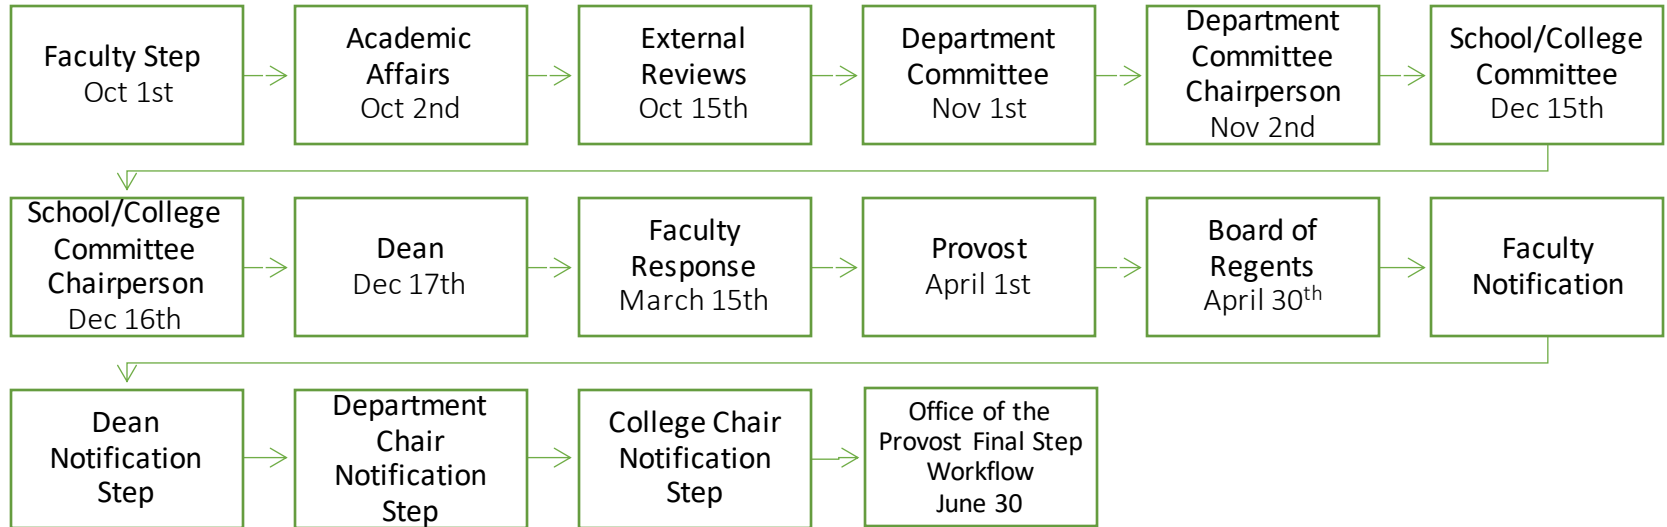 Faculty Step
Oct 1st
Academic
Affairs
Oct 2nd
External
Reviews
Oct 15th
Department
Committee
Nov 1st
Department
Committee
Chairperson
Nov 2nd
School/College
Committee
Dec 15th
School/College
Committee
Chairperson
Dec 16th
Dean
Dec 17th
Faculty
Response
March 15th
Provost
April 1st
Board of
Regents
April 30th
Faculty
Notification
Dean
Notification
Step
Department
Chair
Notification
Step
College Chair
Notification
Step
Office of the
Provost Final Step
Workflow
June 30